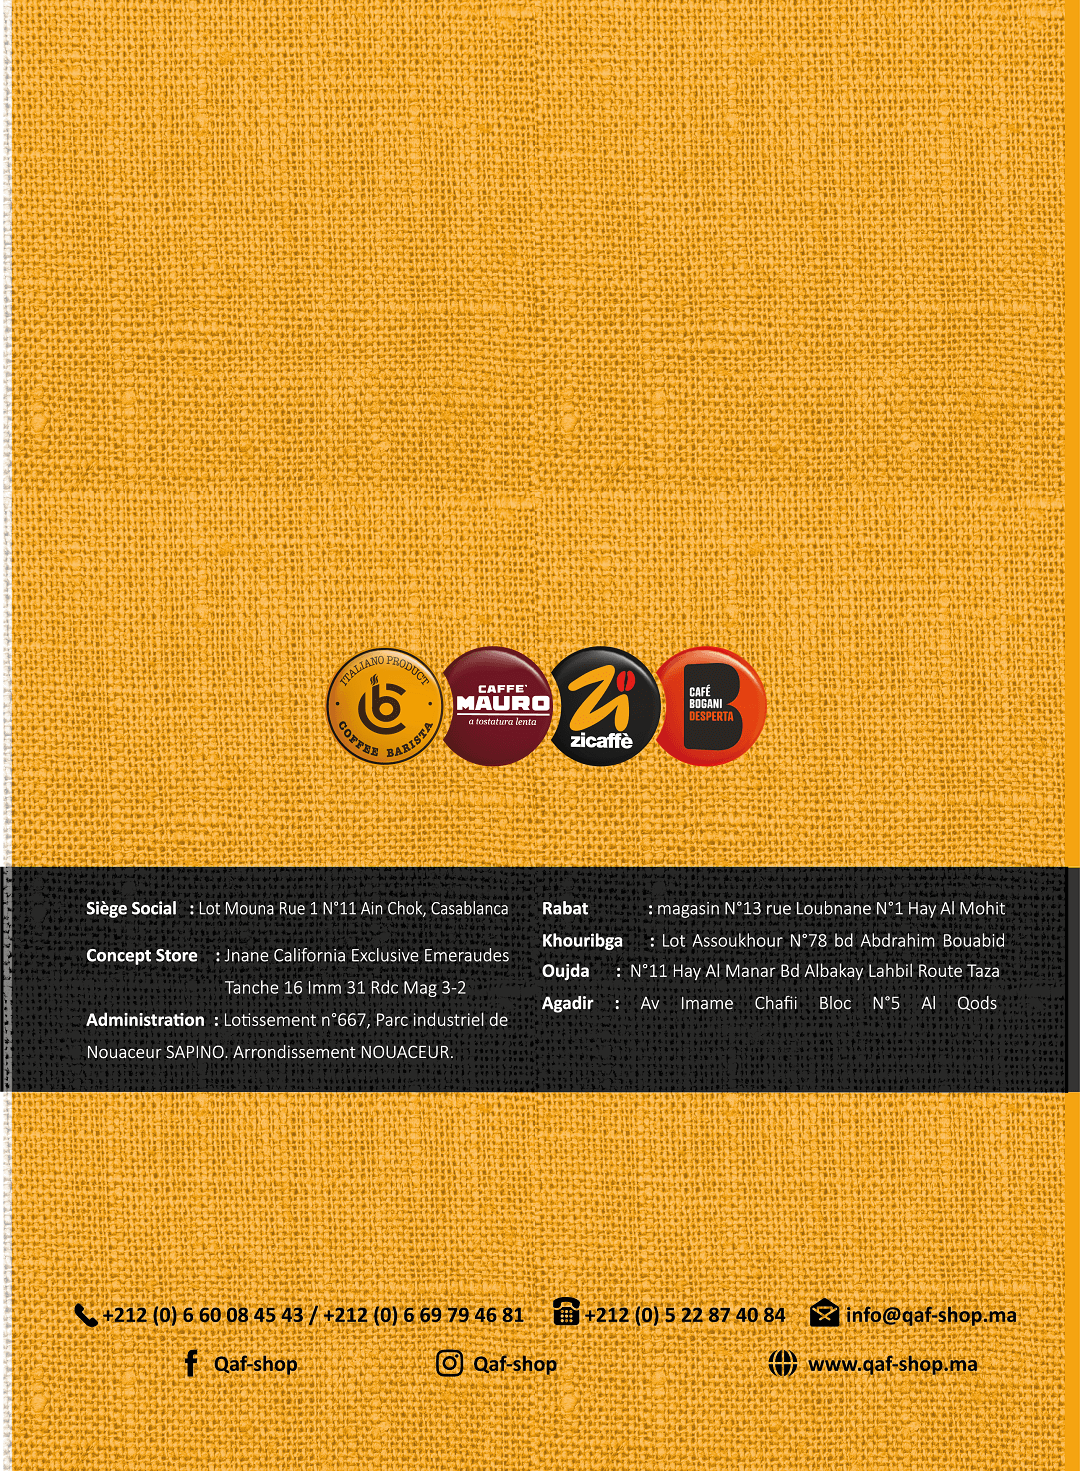 ITALIANO PRODUCT
COFFEE BARISTA
CAFFE'
MAURO
a tostatura lenta
zicaffè
CAFÉ
BOGANI
DESPERTA
Siège Social : Lot Mouna Rue 1 N°11 Ain Chok, Casablanca
Concept Store : Jnane California Exclusive Emeraudes
Tanche 16 Imm 31 Rdc Mag 3-2
Administration : Lotissement n°667, Parc industriel de
Nouaceur SAPINO. Arrondissement NOUACEUR.
Rabat : magasin N°13 rue Loubnane N°1 Hay Al Mohit
Khouribga : Lot Assoukhour N°78 bd Abdrahim Bouabid
Oujda : N°11 Hay Al Manar Bd Albakay Lahbil Route Taza
Agadir : Av Imame Chafii Bloc N°5 Al Qods
+212 (0) 6 60 08 45 43 / +212 (0) 6 69 79 46 81 +212 (0) 5 22 87 40 84 info@qaf-shop.ma
Qaf-shop Qaf-shop www.qaf-shop.ma